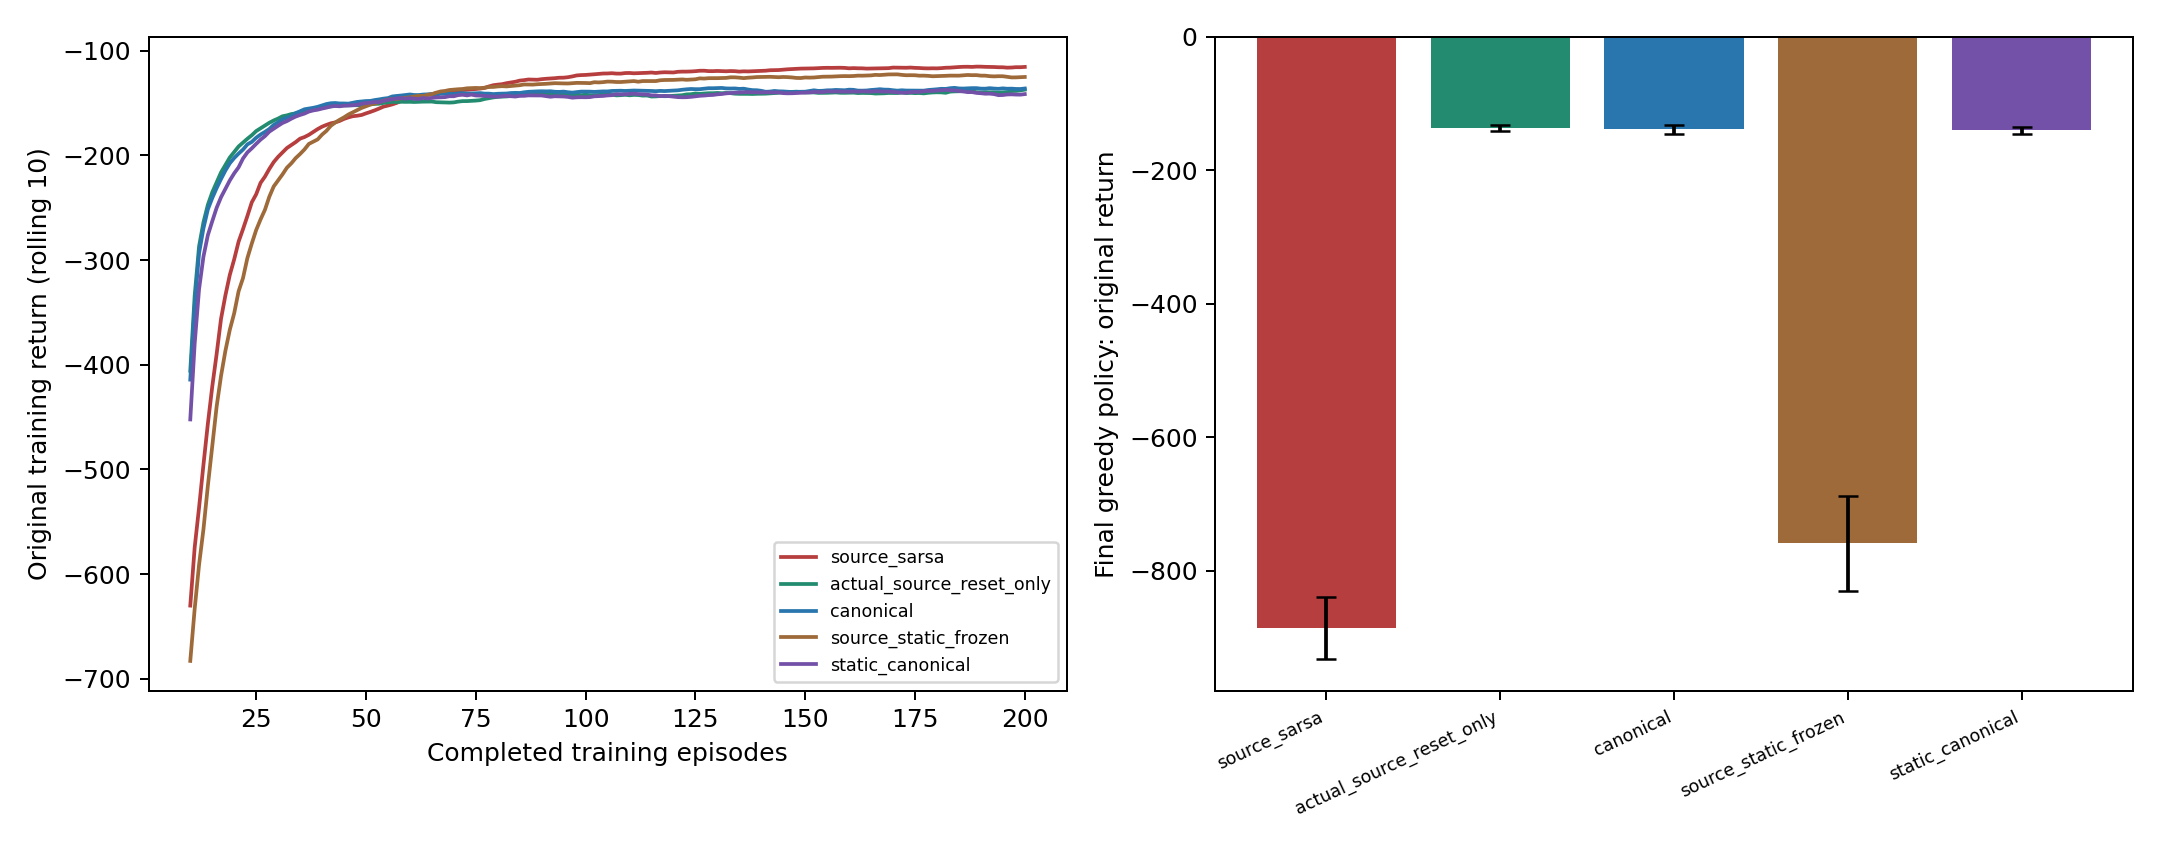 Original training return (rolling 10)
−100
−200
−300
−400
−500
−600
−700
25 50 75 100 125 150 175 200
Completed training episodes
source_sarsa
actual_source_reset_only
canonical
source_static_frozen
static_canonical
Final greedy policy: original return
0
−200
−400
−600
−800
source_sarsa
actual_source_reset_only
canonical
source_static_frozen
static_canonical